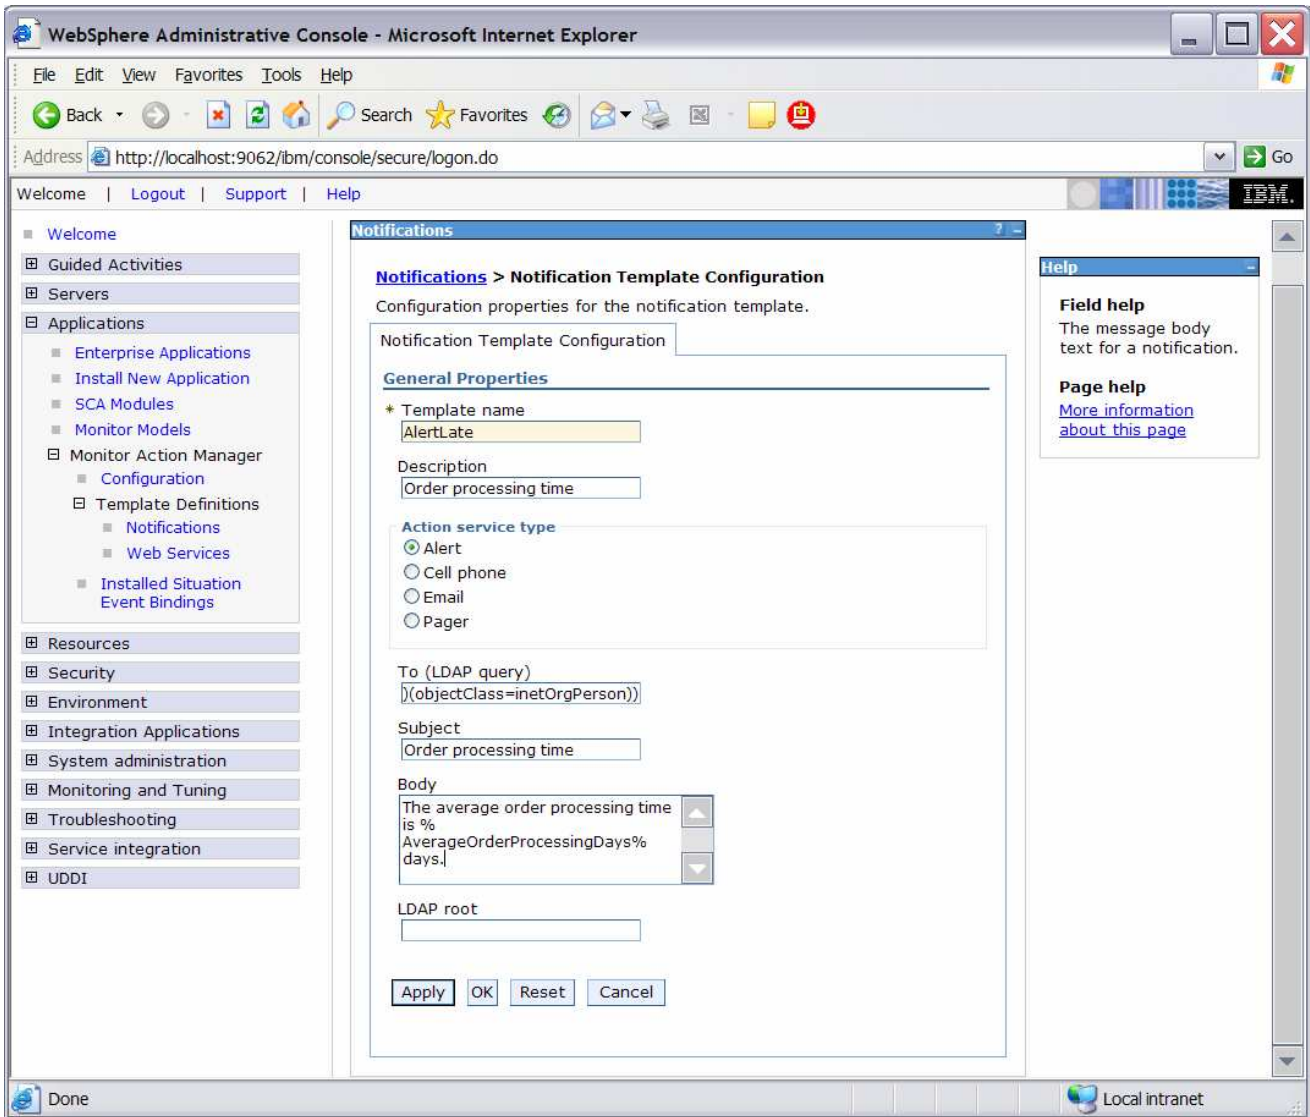 WebSphere Administrative Console - Microsoft Internet Explorer
File Edit View Favorites Tools Help
Back Search Favorites
Address http://localhost:9062/ibm/console/secure/logon.do Go
Welcome | Logout | Support | Help IBM.
Welcome
Guided Activities
Servers
Applications
Enterprise Applications
Install New Application
SCA Modules
Monitor Models
Monitor Action Manager
Configuration
Template Definitions
Notifications
Web Services
Installed Situation
Event Bindings
Resources
Security
Environment
Integration Applications
System administration
Monitoring and Tuning
Troubleshooting
Service integration
UDDI
Notifications ? -
Notifications > Notification Template Configuration
Configuration properties for the notification template.
Notification Template Configuration
General Properties
* Template name
AlertLate
Description
Order processing time
Action service type
Alert
Cell phone
Email
Pager
To (LDAP query)
)(objectClass=inetOrgPerson))
Subject
Order processing time
Body
The average order processing time
is %
AverageOrderProcessingDays%
days.
LDAP root
Apply OK Reset Cancel
Help -
Field help
The message body
text for a notification.
Page help
More information
about this page
Done Local intranet